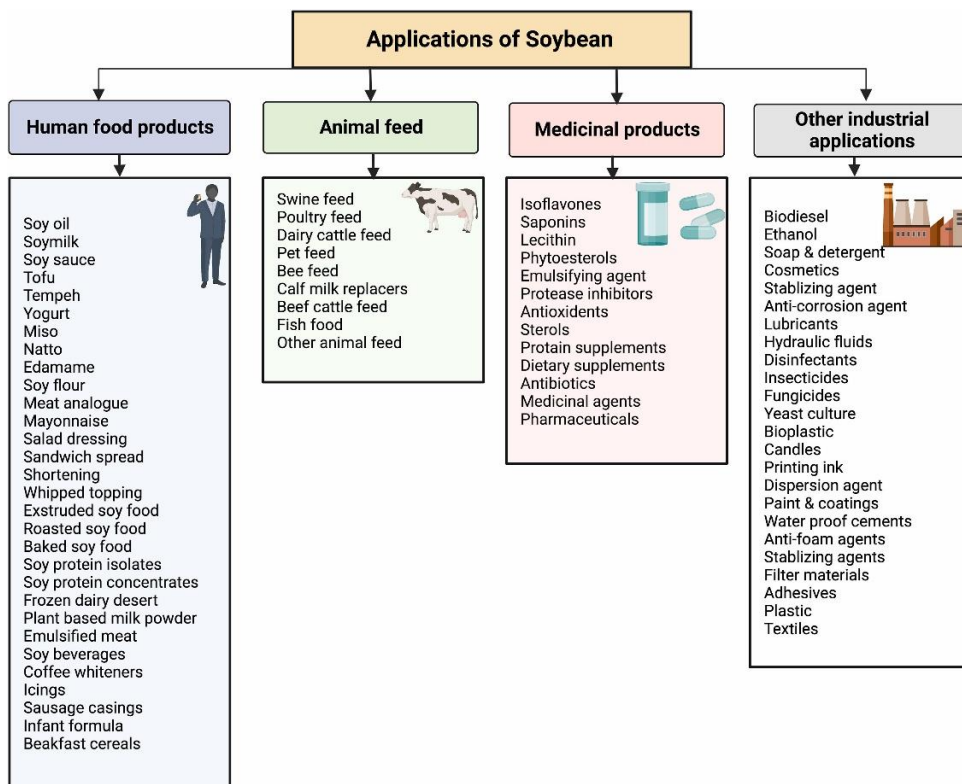 Applications of Soybean
Human food products
Soy oil
Soymilk
Soy sauce
Tofu
Tempeh
Yogurt
Miso
Natto
Edamame
Soy flour
Meat analogue
Mayonnaise
Salad dressing
Sandwich spread
Shortening
Whipped topping
Exstruded soy food
Roasted soy food
Baked soy food
Soy protein isolates
Soy protein concentrates
Frozen dairy desert
Plant based milk powder
Emulsified meat
Soy beverages
Coffee whiteners
Icings
Sausage casings
Infant formula
Beakfast cereals
Animal feed
Swine feed
Poultry feed
Dairy cattle feed
Pet feed
Bee feed
Calf milk replacers
Beef cattle feed
Fish food
Other animal feed
Medicinal products
Isoflavones
Saponins
Lecithin
Phytoesterols
Emulsifying agent
Protease inhibitors
Antioxidents
Sterols
Protain supplements
Dietary supplements
Antibiotics
Medicinal agents
Pharmaceuticals
Other industrial
applications
Biodiesel
Ethanol
Soap & detergent
Cosmetics
Stablizing agent
Anti-corrosion agent
Lubricants
Hydraulic fluids
Disinfectants
Insecticides
Fungicides
Yeast culture
Bioplastic
Candles
Printing ink
Dispersion agent
Paint & coatings
Water proof cements
Anti-foam agents
Stablizing agents
Filter materials
Adhesives
Plastic
Textiles